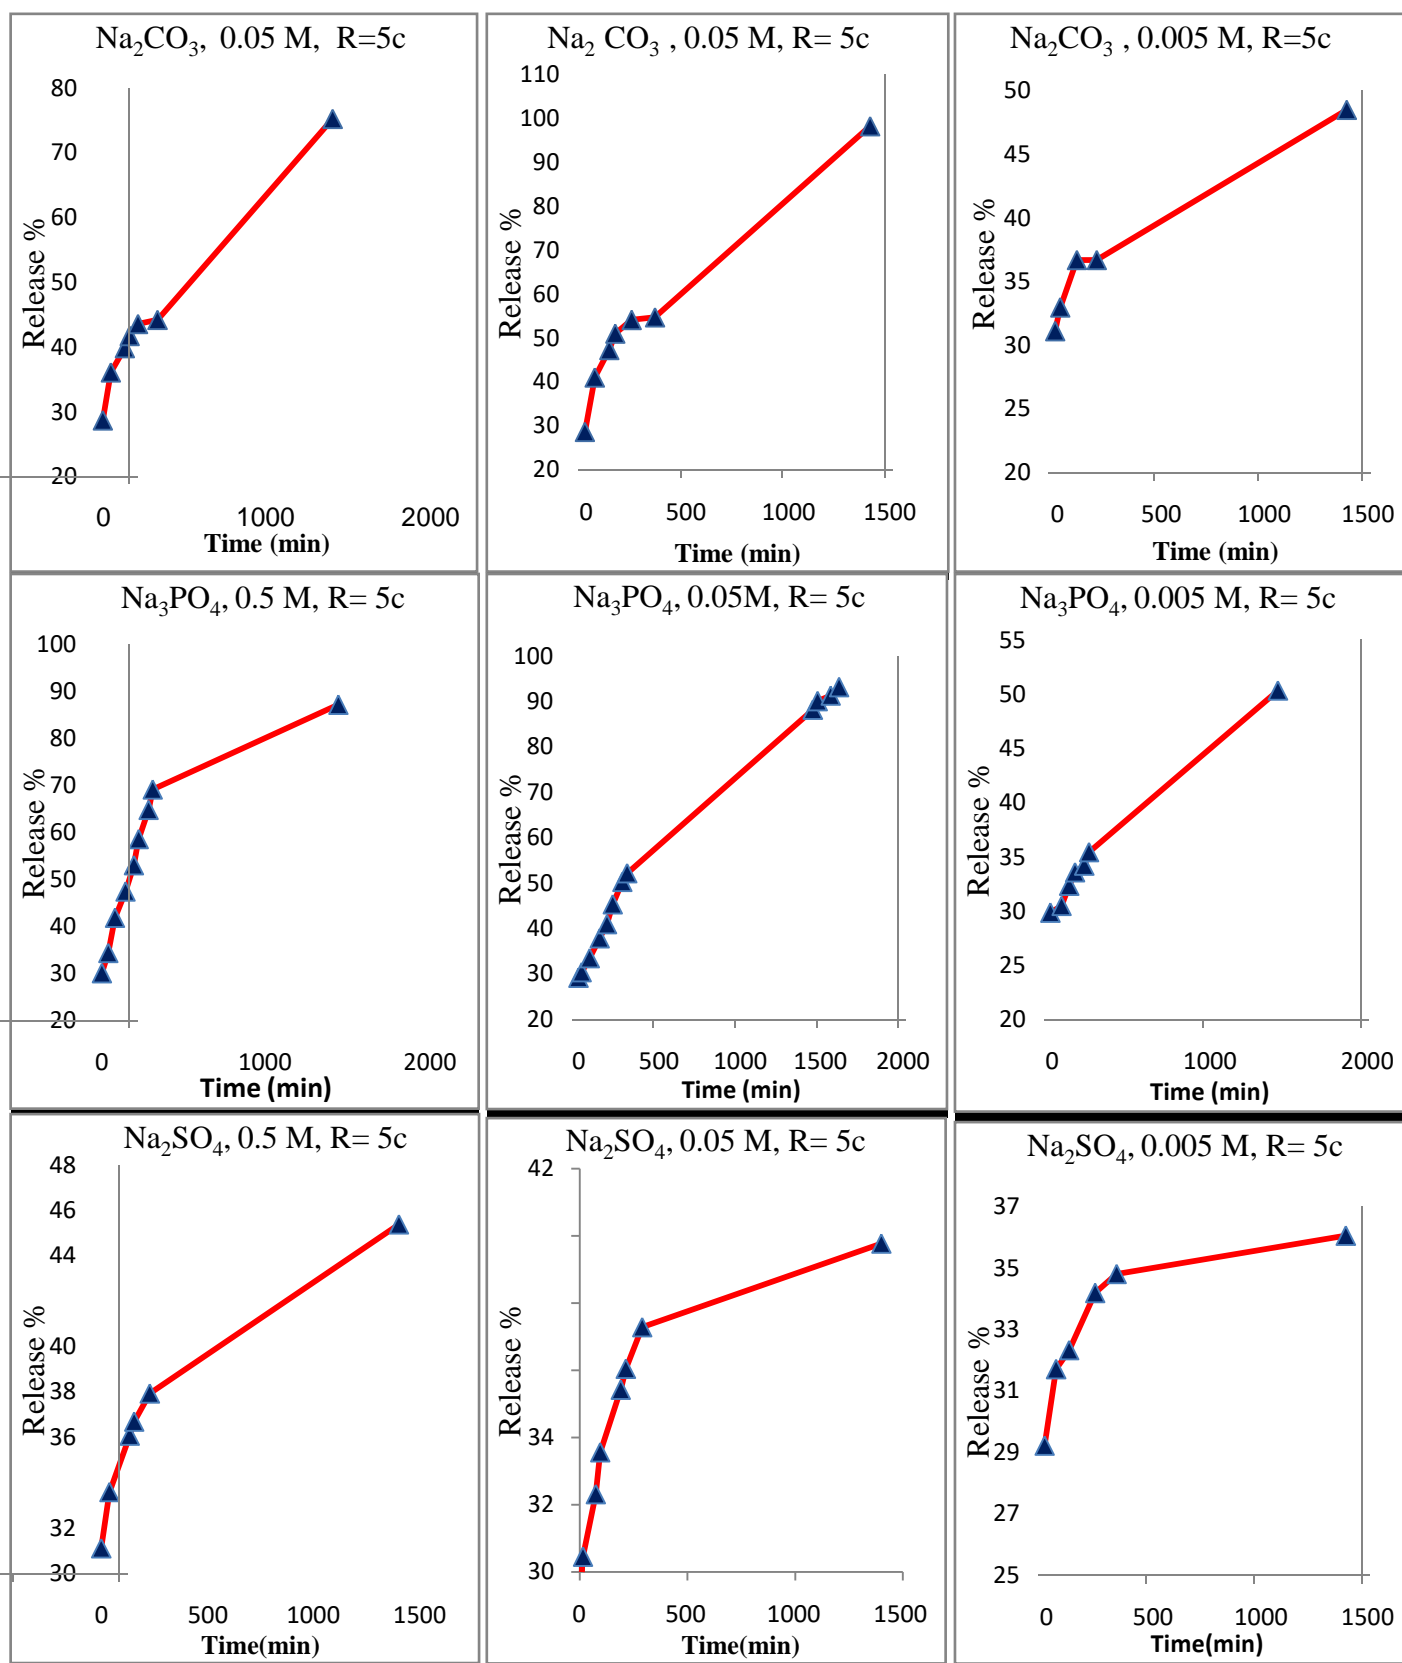 Na₂CO₃, 0.05 M, R=5c
80
70
60
50
40
30
20
Release %
0 1000 2000
Time (min)
Na₂ CO₃ , 0.05 M, R= 5c
110
100
90
80
70
60
50
40
30
20
Release %
0 500 1000 1500
Time (min)
Na₂CO₃ , 0.005 M, R=5c
50
45
40
35
30
25
20
Release %
0 500 1000 1500
Time (min)
Na₃PO₄, 0.5 M, R= 5c
100
90
80
70
60
50
40
30
20
Release %
0 1000 2000
Time (min)
Na₃PO₄, 0.05M, R= 5c
100
90
80
70
60
50
40
30
20
Release %
0 500 1000 1500 2000
Time (min)
Na₃PO₄, 0.005 M, R= 5c
55
50
45
40
35
30
25
20
Release %
0 1000 2000
Time (min)
Na₂SO₄, 0.5 M, R= 5c
48
46
44
40
38
36
32
30
Release %
0 500 1000 1500
Time(min)
Na₂SO₄, 0.05 M, R= 5c
42
34
32
30
Release %
0 500 1000 1500
Time(min)
Na₂SO₄, 0.005 M, R= 5c
37
35
33
31
29
27
25
Release %
0 500 1000 1500
Time(min)